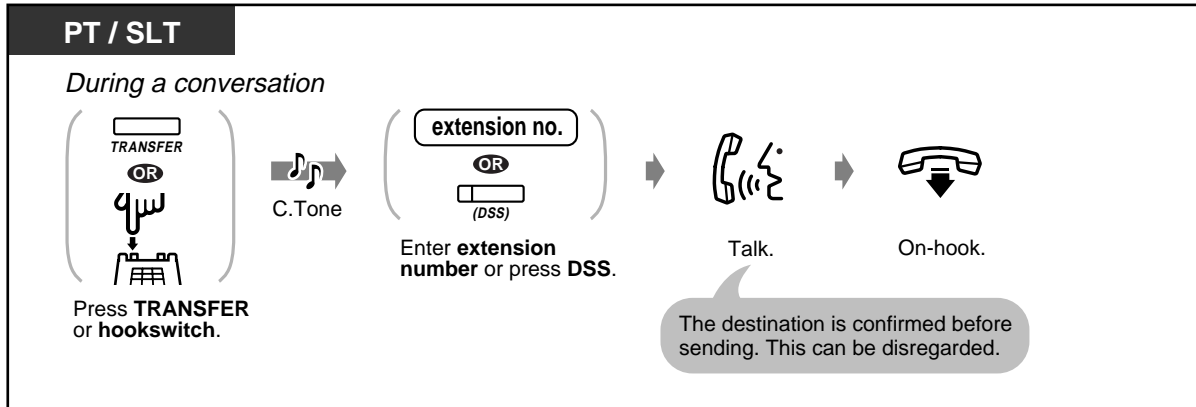 PT / SLT
During a conversation
TRANSFER
OR
Press TRANSFER
or hookswitch.
C.Tone
extension no.
OR
(DSS)
Enter extension
number or press DSS.
Talk.
On-hook.
The destination is confirmed before
sending. This can be disregarded.